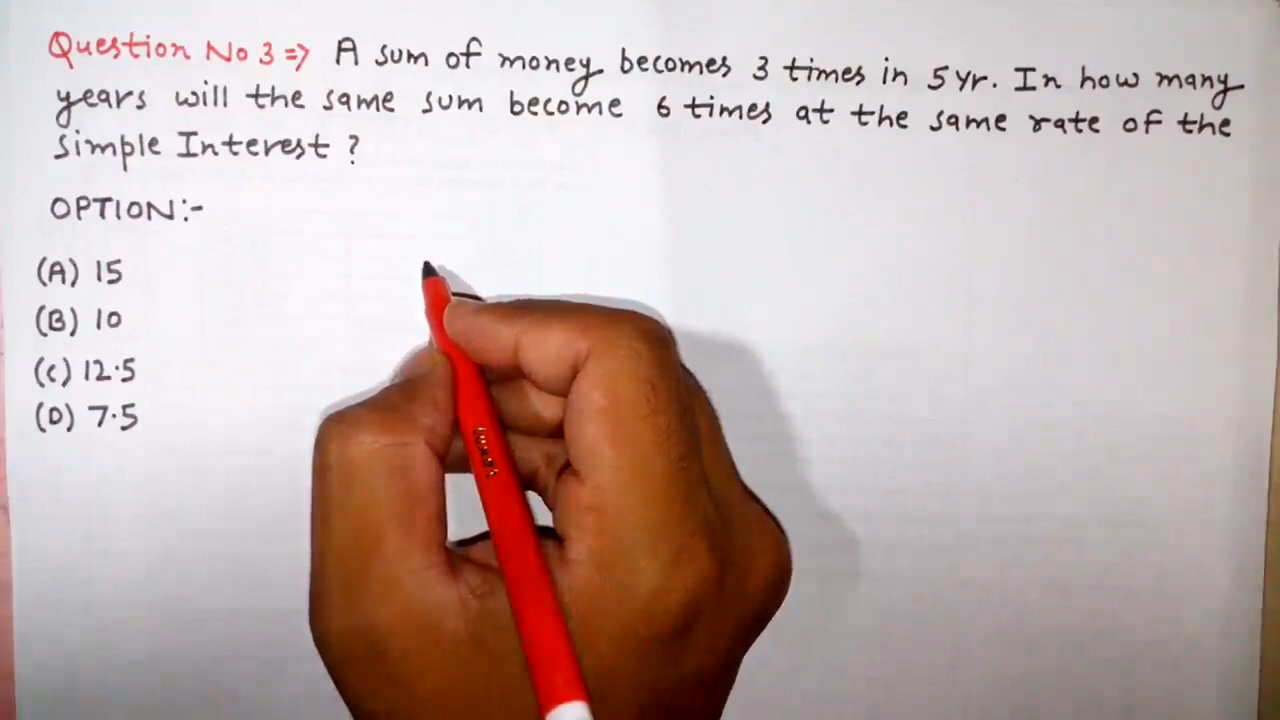 Question No 3 => A sum of money becomes 3 times in 5 yr. In how many
years will the same sum become 6 times at the same rate of the
simple Interest ?
OPTION:-
(A) 15
(B) 10
(C) 12.5
(D) 7.5